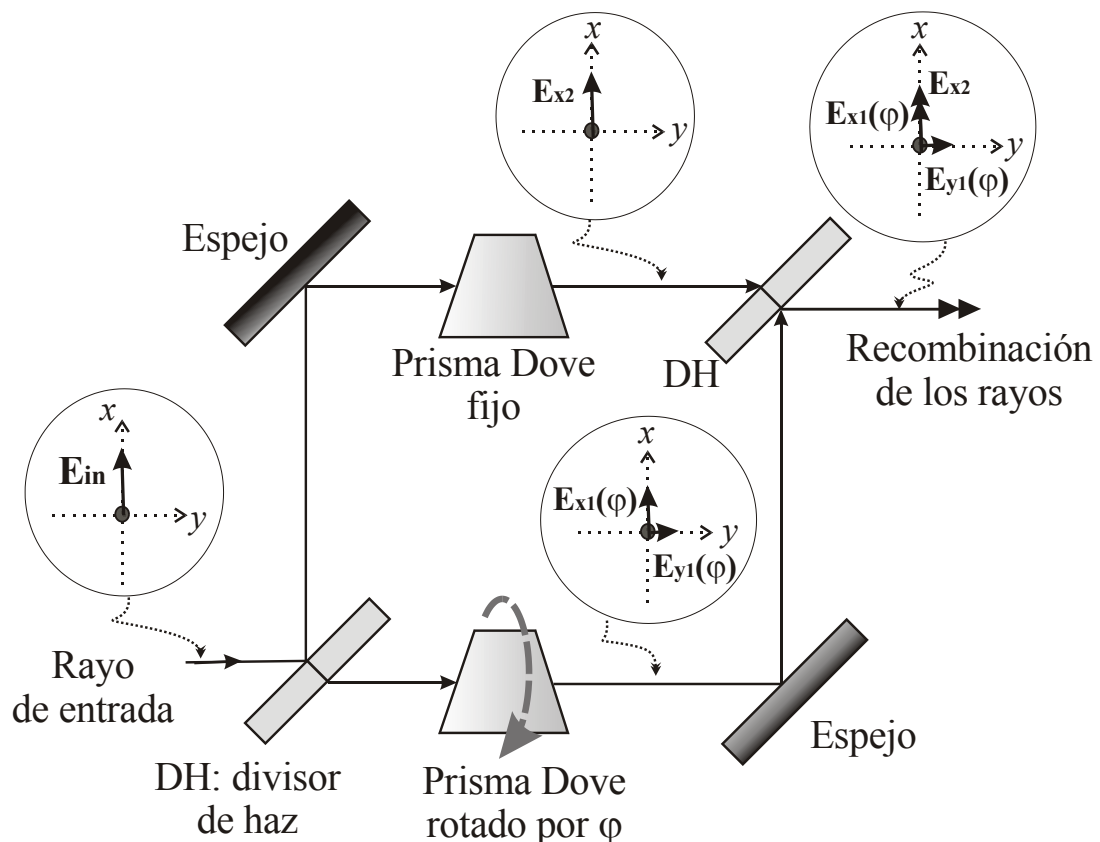 x
y
Ex2
x
Ex2
Ex1(φ)
y
Ey1(φ)
Espejo
Prisma Dove
fijo
DH
Recombinación
de los rayos
x
Ein
y
x
Ex1(φ)
y
Ey1(φ)
Rayo
de entrada
Espejo
DH: divisor
de haz
Prisma Dove
rotado por φ